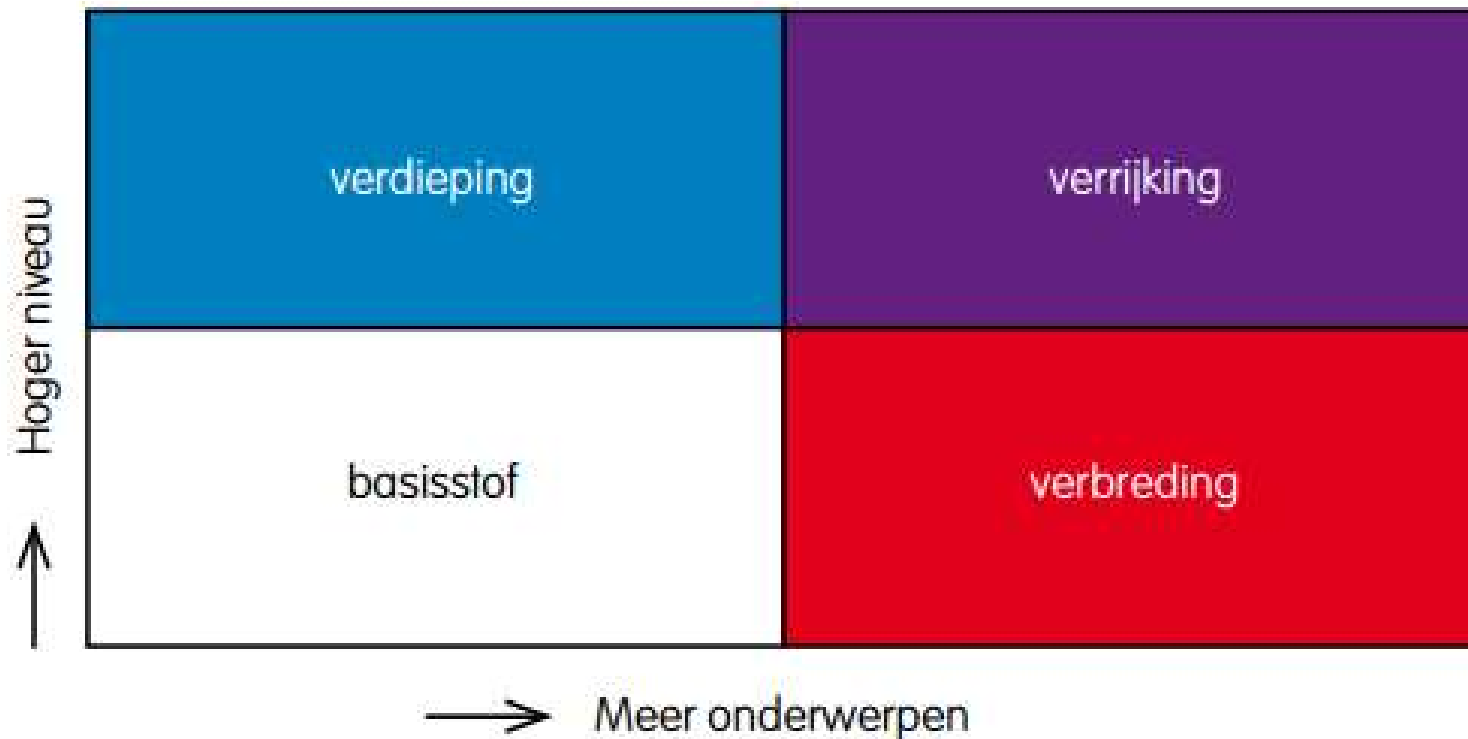 verdieping
verrijking
Hoger niveau
basisstof
verbreding
Meer onderwerpen